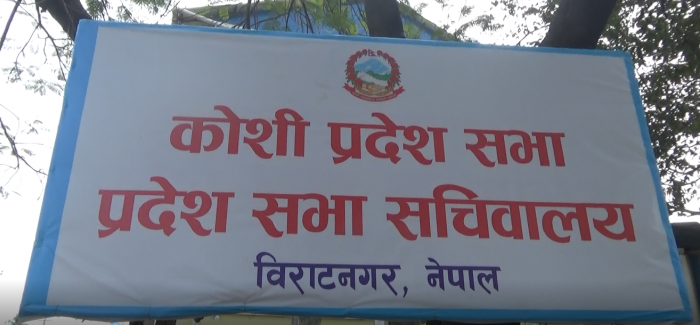 कोशी प्रदेश सभा
प्रदेश सभा सचिवालय
विराटनगर, नेपाल